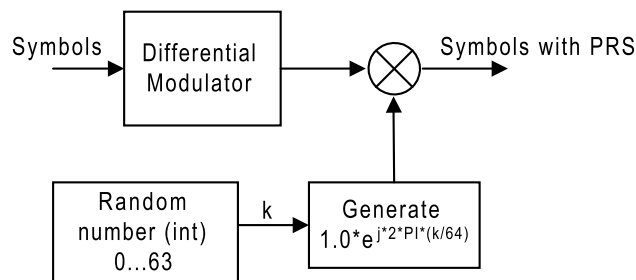 Symbols
Differential
Modulator
Symbols with PRS
Random
number (int)
0...63
k
Generate
1.0*e^j*2*PI*(k/64)